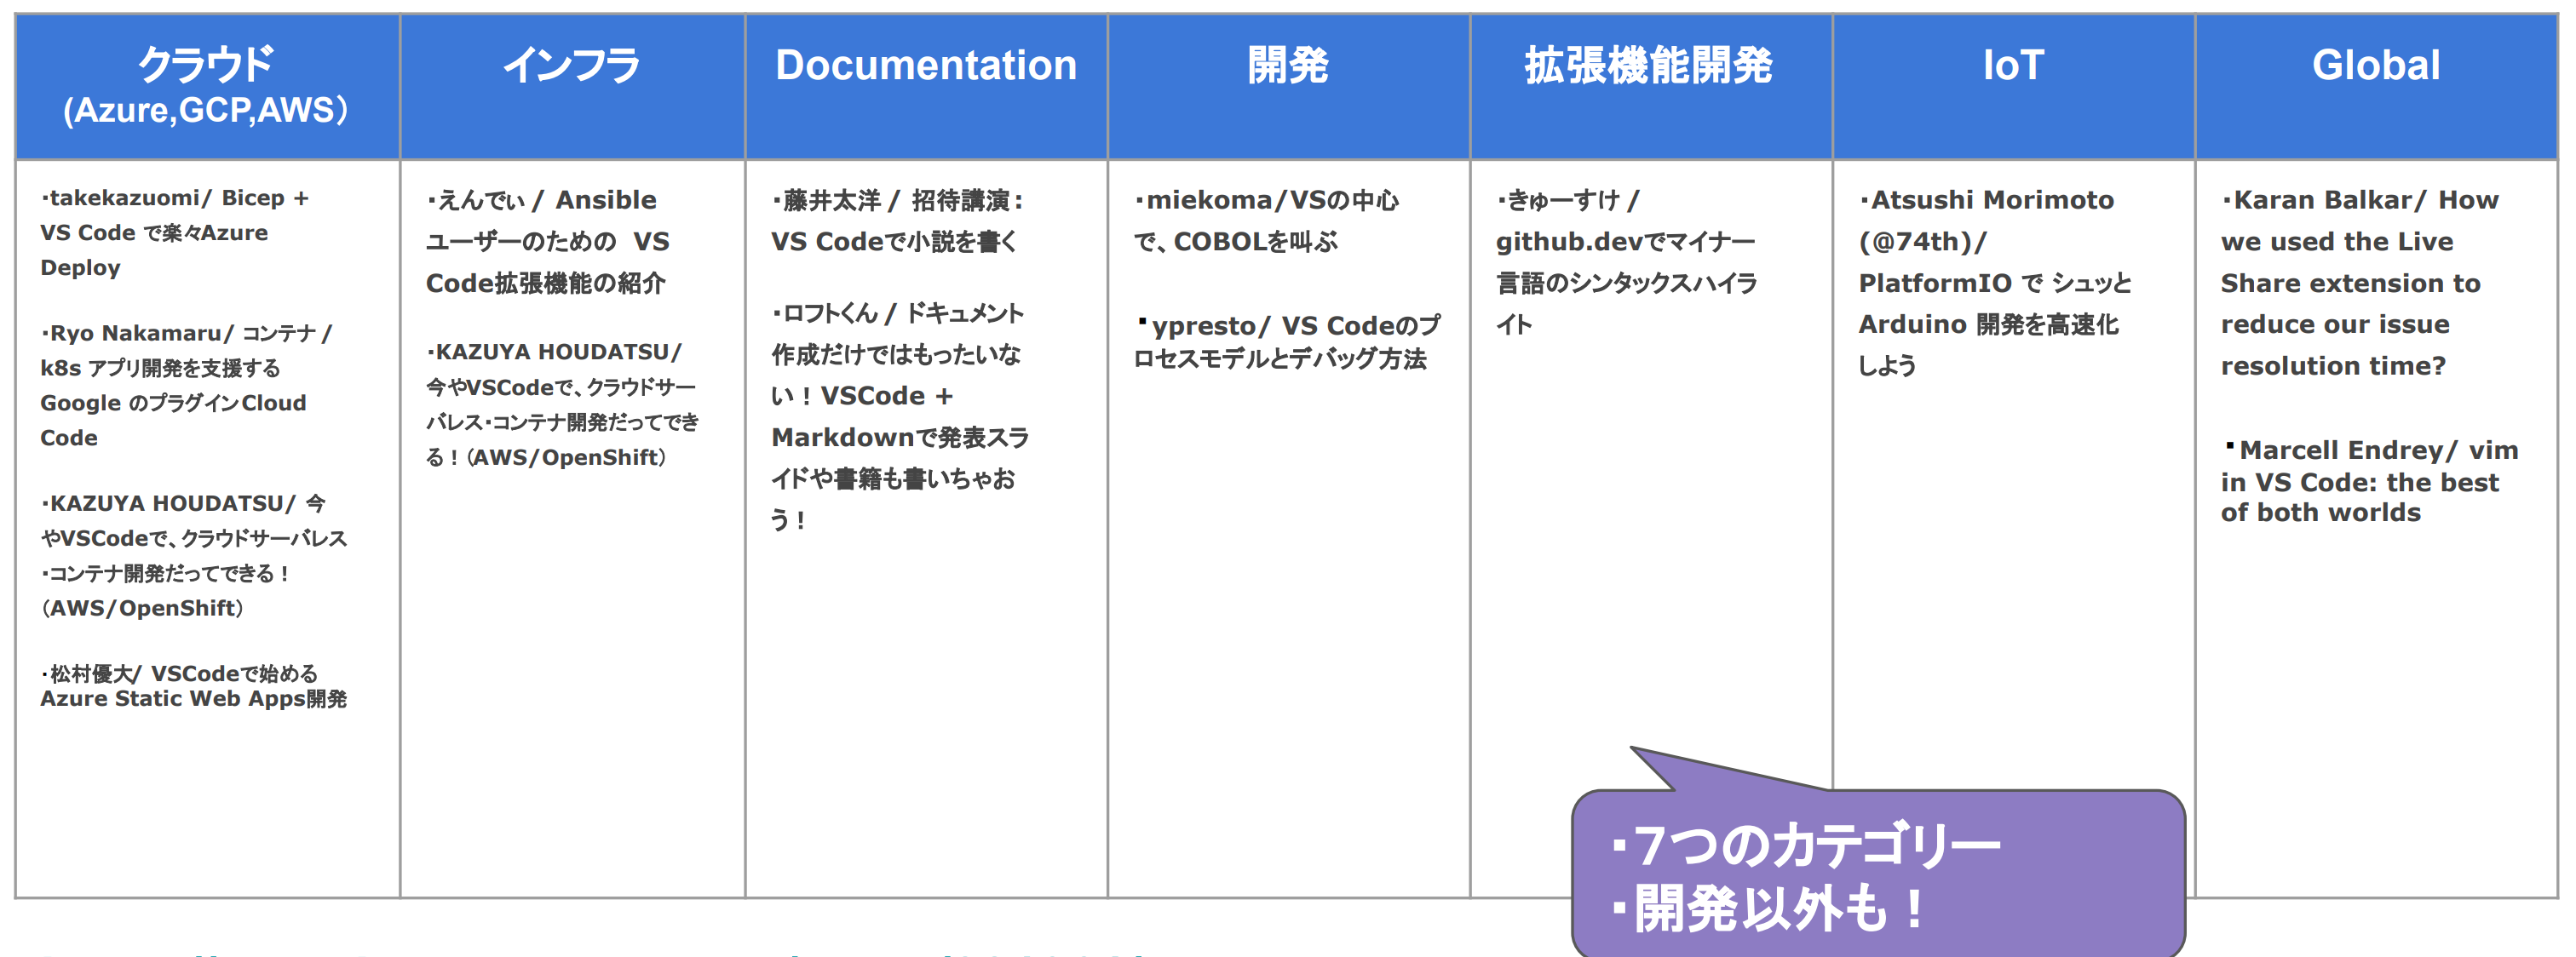 クラウド
(Azure,GCP,AWS）
インフラ
Documentation
開発
拡張機能開発
IoT
Global
・takekazuomi/ Bicep +
VS Code で楽々Azure
Deploy
・Ryo Nakamaru/ コンテナ /
k8s アプリ開発を支援する
Google のプラグイン Cloud
Code
・KAZUYA HOUDATSU/ 今
やVSCodeで、クラウドサーバレス
・コンテナ開発だってできる！
（AWS/OpenShift）
・松村優大/ VSCodeで始める
Azure Static Web Apps開発
・えんでぃ / Ansible
ユーザーのための VS
Code拡張機能の紹介
・KAZUYA HOUDATSU/
今やVSCodeで、クラウドサー
バレス・コンテナ開発だってでき
る！（AWS/OpenShift）
・藤井太洋 / 招待講演：
VS Codeで小説を書く
・ロフトくん / ドキュメント
作成だけではもったいな
い！VSCode +
Markdownで発表スラ
イドや書籍も書いちゃお
う！
・miekoma/VSの中心
で、COBOLを叫ぶ
・ypresto/ VS Codeのプ
ロセスモデルとデバッグ方法
・きゅーすけ /
github.devでマイナー
言語のシンタックスハイラ
イト
・Atsushi Morimoto
(@74th)/
PlatformIO で シュッと
Arduino 開発を高速化
しよう
・Karan Balkar/ How
we used the Live
Share extension to
reduce our issue
resolution time?
・Marcell Endrey/ vim
in VS Code: the best
of both worlds
・7つのカテゴリー
・開発以外も！